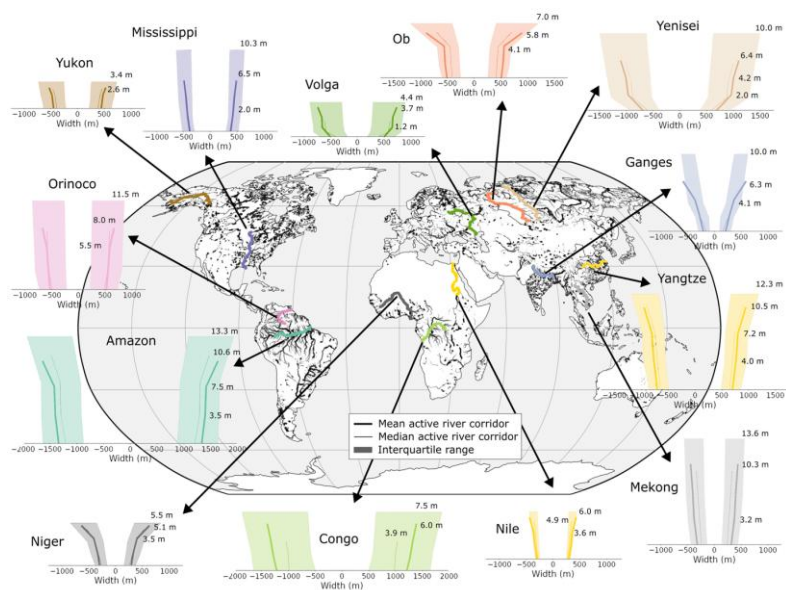 Yukon
3.4 m
2.6 m
−1000 −500 0 500 1000
Width (m)
Mississippi
10.3 m
6.5 m
2.0 m
−1000 −500 0 500 1000
Width (m)
Volga
4.4 m
3.7 m
1.2 m
−1000 −500 0 500 1000
Width (m)
Ob
7.0 m
5.8 m
4.1 m
−1500 −1000 −500 0 500 1000 1500
Width (m)
Yenisei
10.0 m
6.4 m
4.2 m
2.0 m
−1500 −1000 −500 0 500 1000 1500
Width (m)
Orinoco
11.5 m
8.0 m
5.5 m
−1000 −500 0 500 1000
Width (m)
Ganges
10.0 m
6.3 m
4.1 m
−1000 −500 0 500 1000
Width (m)
Amazon
13.3 m
10.6 m
7.5 m
3.5 m
−2000 −1500 −1000 −500 0 500 1000 1500 2000
Width (m)
Yangtze
12.3 m
10.5 m
7.2 m
4.0 m
−1500 −1000 −500 0 500 1000 1500
Width (m)
Mean active river corridor
Median active river corridor
Interquartile range
Niger
5.5 m
5.1 m
3.5 m
−1000 −500 0 500 1000
Width (m)
Congo
7.5 m
6.0 m
3.9 m
−2000 −1500 −1000 −500 0 500 1000 1500 2000
Width (m)
Nile
6.0 m
4.9 m
3.6 m
−1000 −500 0 500 1000
Width (m)
Mekong
13.6 m
10.3 m
3.2 m
−1000 −500 0 500 1000
Width (m)